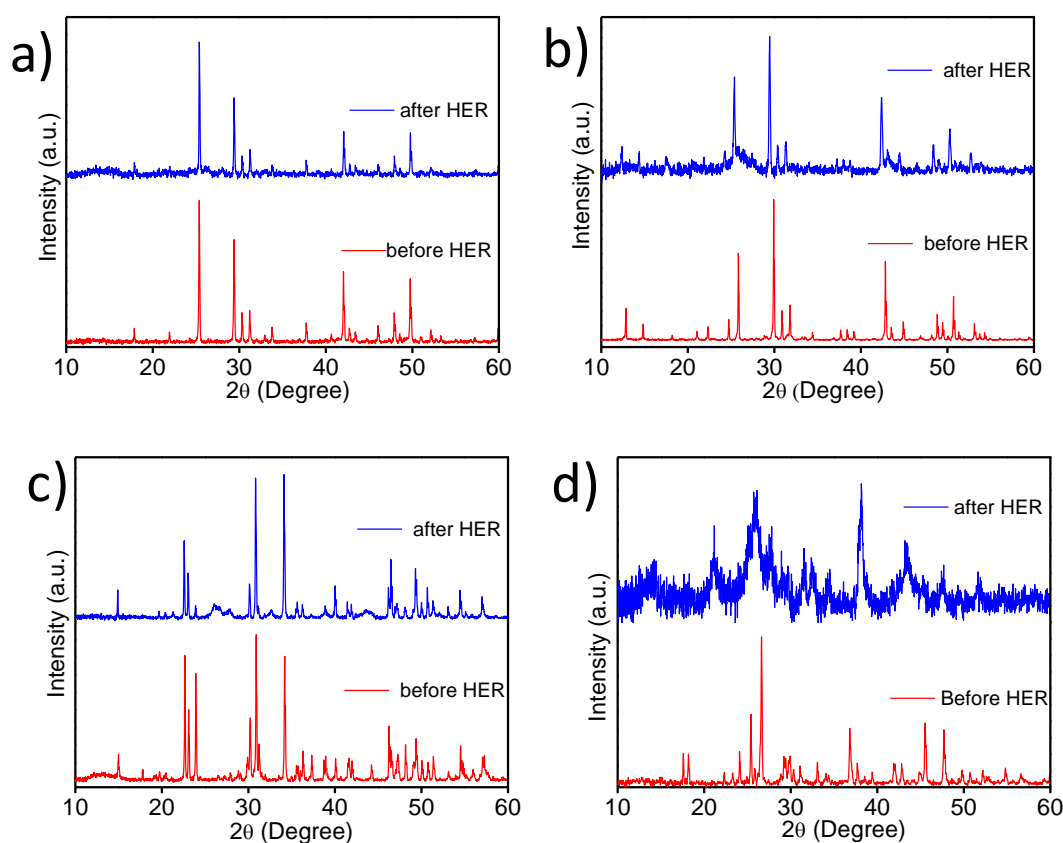 a)
after HER
before HER
Intensity (a.u.)
10 20 30 40 50 60
2θ (Degree)
b)
after HER
before HER
Intensity (a.u.)
10 20 30 40 50 60
2θ (Degree)
c)
after HER
before HER
Intensity (a.u.)
10 20 30 40 50 60
2θ (Degree)
d)
after HER
Before HER
Intensity (a.u.)
10 20 30 40 50 60
2θ (Degree)